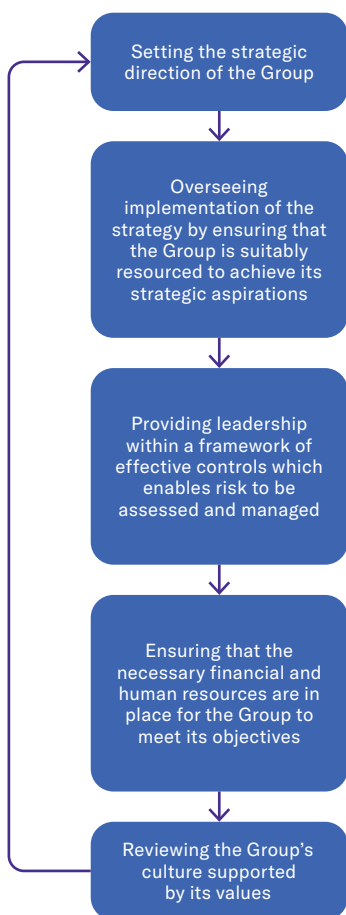 Setting the strategic
direction of the Group
Overseeing
implementation of the
strategy by ensuring that
the Group is suitably
resourced to achieve its
strategic aspirations
Providing leadership
within a framework of
effective controls which
enables risk to be
assessed and managed
Ensuring that the
necessary financial and
human resources are in
place for the Group to
meet its objectives
Reviewing the Group’s
culture supported
by its values